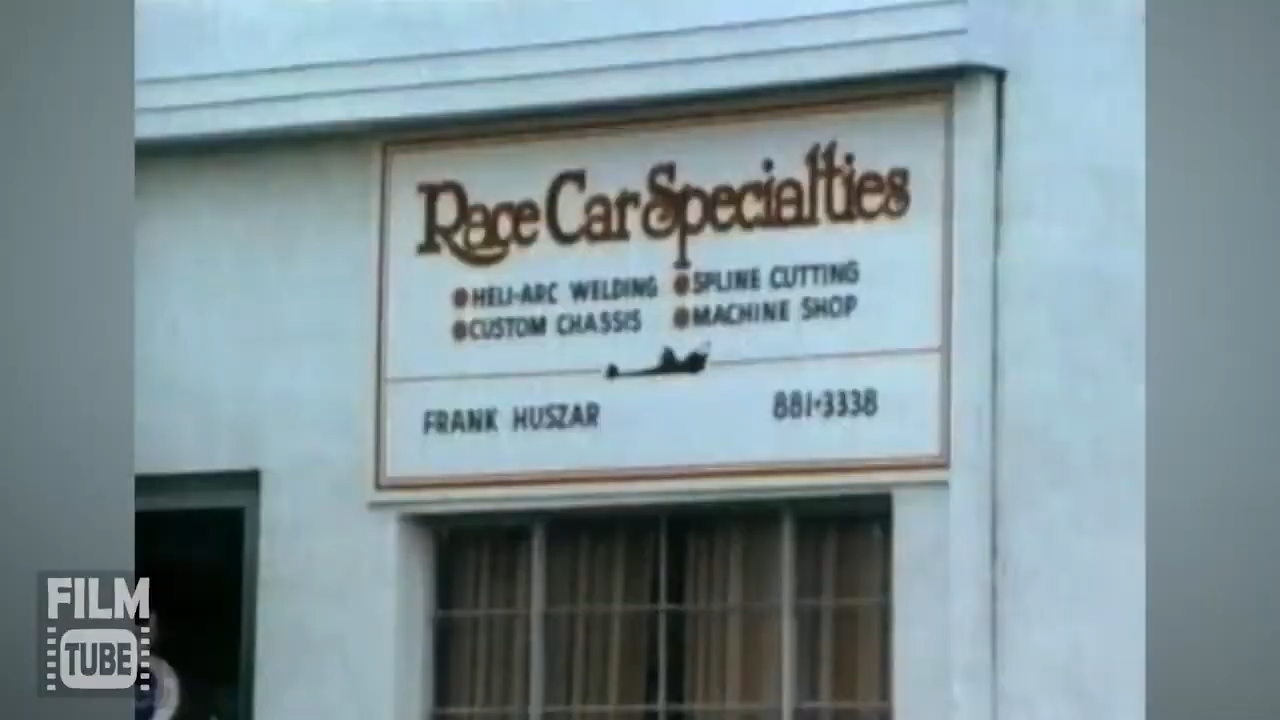 Race Car Specialties
HELI-ARC WELDING SPLINE CUTTING
CUSTOM CHASSIS MACHINE SHOP
FRANK HUSZAR 881-3338
FILM
TUBE